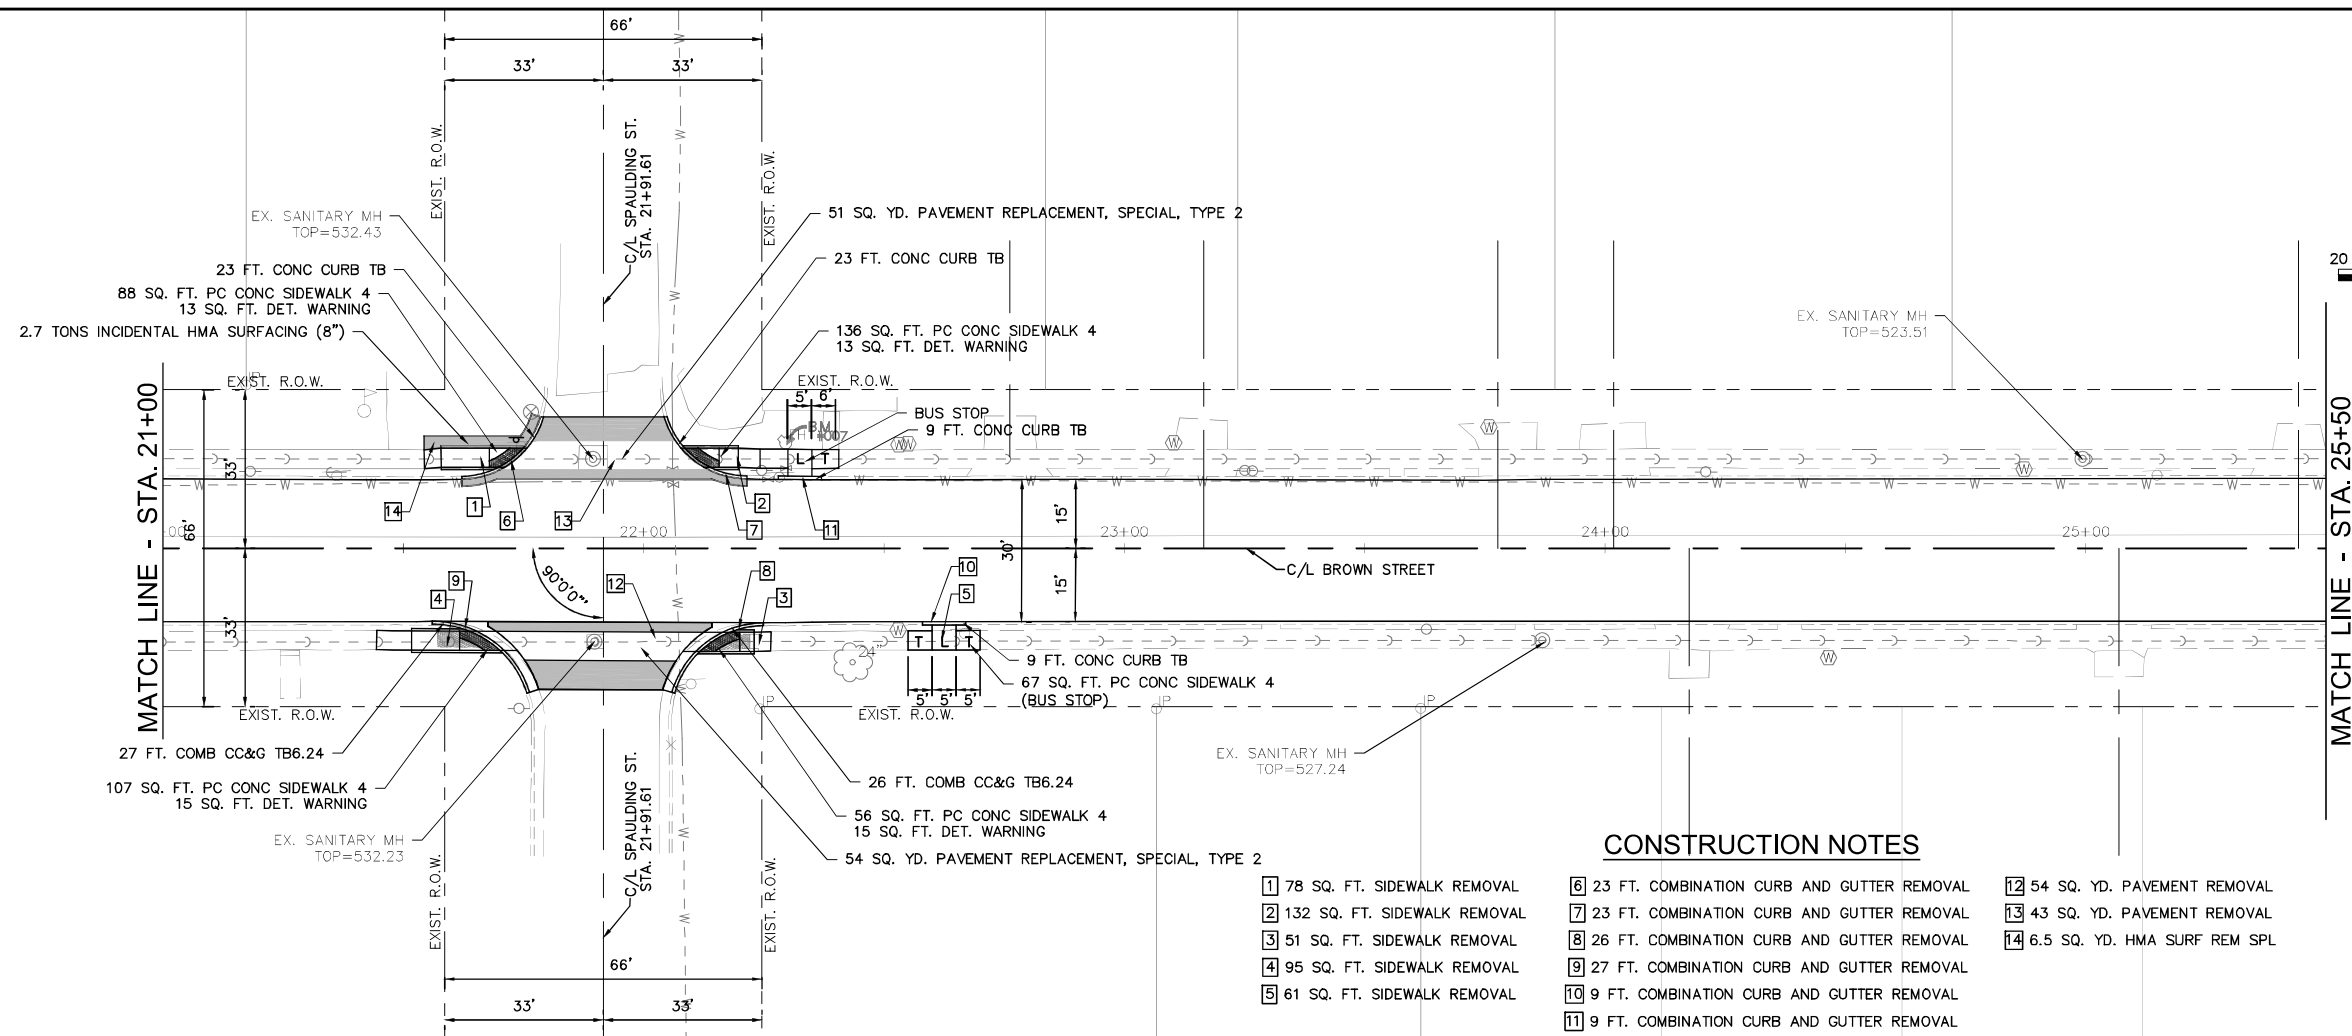 66'
33'
33'
EXIST. R.O.W.
C/L SPAULDING ST.
STA. 21+91.61
EXIST. R.O.W.
W
W
W
W
EX. SANITARY MH
TOP=532.43
51 SQ. YD. PAVEMENT REPLACEMENT, SPECIAL, TYPE 2
23 FT. CONC CURB TB
23 FT. CONC CURB TB
88 SQ. FT. PC CONC SIDEWALK 4
13 SQ. FT. DET. WARNING
2.7 TONS INCIDENTAL HMA SURFACING (8")
136 SQ. FT. PC CONC SIDEWALK 4
13 SQ. FT. DET. WARNING
EX. SANITARY MH
TOP=523.51
20
IP
EXIST. R.O.W.
EXIST. R.O.W.
5'
6'
BUS STOP
9 FT. CONC CURB TB
B.M.
#007
L
T
MATCH LINE - STA. 21+00
MATCH LINE - STA. 25+50
33'
66'
33'
14
1
6
13
2
7
11
00
22+00
23+00
24+00
25+00
15'
30'
15'
C/L BROWN STREET
90°0'0"
9
4
12
8
3
10
5
24"
T
L
T
5'
5'
5'
9 FT. CONC CURB TB
67 SQ. FT. PC CONC SIDEWALK 4
(BUS STOP)
EXIST. R.O.W.
IP
EXIST. R.O.W.
IP
IP
27 FT. COMB CC&G TB6.24
107 SQ. FT. PC CONC SIDEWALK 4
15 SQ. FT. DET. WARNING
EX. SANITARY MH
TOP=532.23
EX. SANITARY MH
TOP=527.24
26 FT. COMB CC&G TB6.24
56 SQ. FT. PC CONC SIDEWALK 4
15 SQ. FT. DET. WARNING
54 SQ. YD. PAVEMENT REPLACEMENT, SPECIAL, TYPE 2
EXIST. R.O.W.
C/L SPAULDING ST.
STA. 21+91.61
EXIST. R.O.W.
66'
33'
33'
CONSTRUCTION NOTES
1 78 SQ. FT. SIDEWALK REMOVAL
2 132 SQ. FT. SIDEWALK REMOVAL
3 51 SQ. FT. SIDEWALK REMOVAL
4 95 SQ. FT. SIDEWALK REMOVAL
5 61 SQ. FT. SIDEWALK REMOVAL
6 23 FT. COMBINATION CURB AND GUTTER REMOVAL
7 23 FT. COMBINATION CURB AND GUTTER REMOVAL
8 26 FT. COMBINATION CURB AND GUTTER REMOVAL
9 27 FT. COMBINATION CURB AND GUTTER REMOVAL
10 9 FT. COMBINATION CURB AND GUTTER REMOVAL
11 9 FT. COMBINATION CURB AND GUTTER REMOVAL
12 54 SQ. YD. PAVEMENT REMOVAL
13 43 SQ. YD. PAVEMENT REMOVAL
14 6.5 SQ. YD. HMA SURF REM SPL